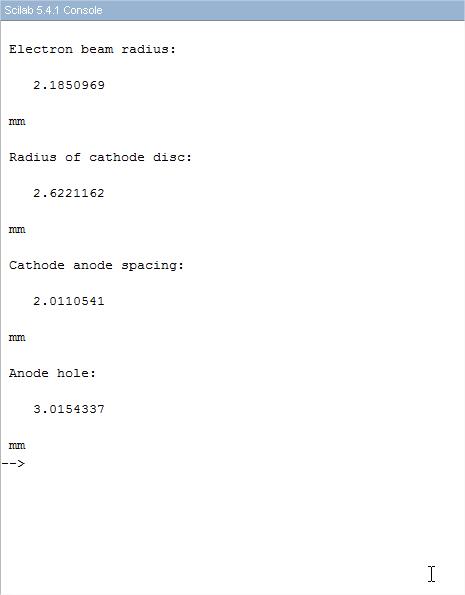 Scilab 5.4.1 Console
Electron beam radius:
2.1850969
mm
Radius of cathode disc:
2.6221162
mm
Cathode anode spacing:
2.0110541
mm
Anode hole:
3.0154337
mm
-->